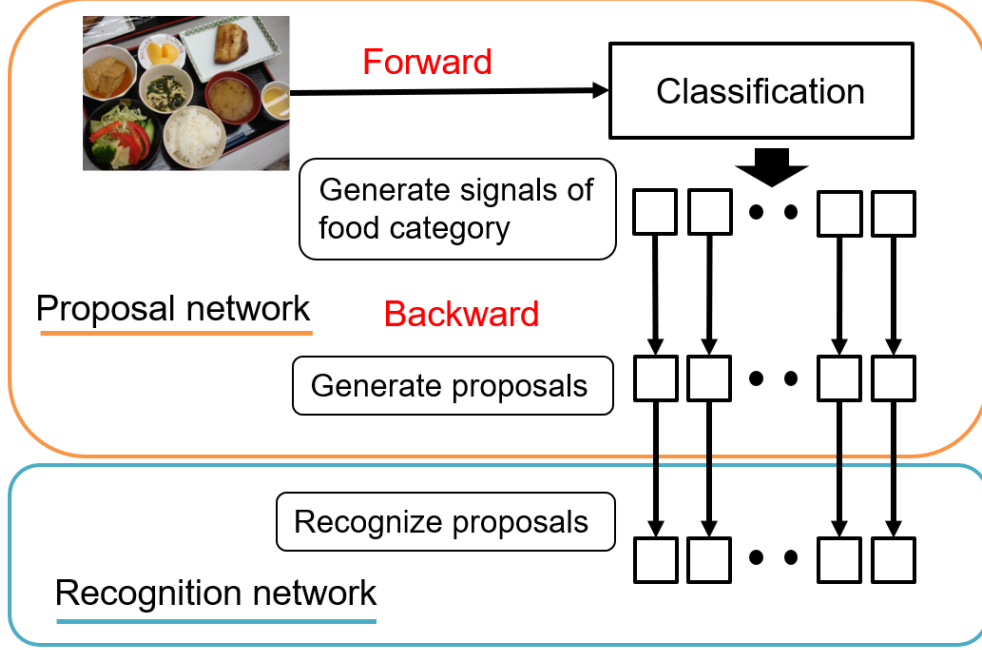 Forward
Classification
Generate signals of
food category
Proposal network
Backward
Generate proposals
Recognize proposals
Recognition network